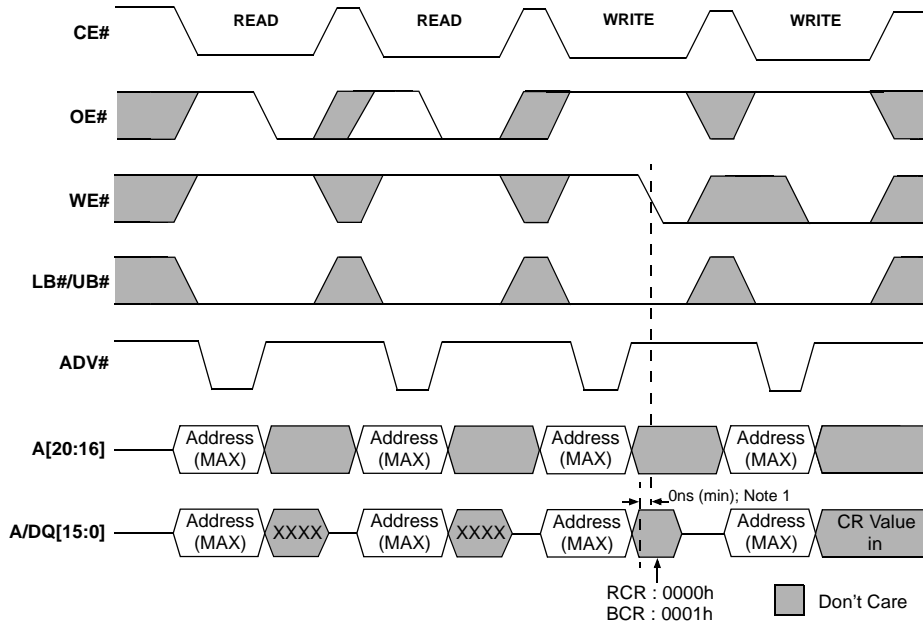 CE#
READ
READ
WRITE
WRITE
OE#
WE#
LB#/UB#
ADV#
A[20:16]
Address
(MAX)
Address
(MAX)
Address
(MAX)
Address
(MAX)
0ns (min); Note 1
A/DQ[15:0]
Address
(MAX)
XXXX
Address
(MAX)
XXXX
Address
(MAX)
Address
(MAX)
CR Value
in
RCR : 0000h
BCR : 0001h
Don't Care